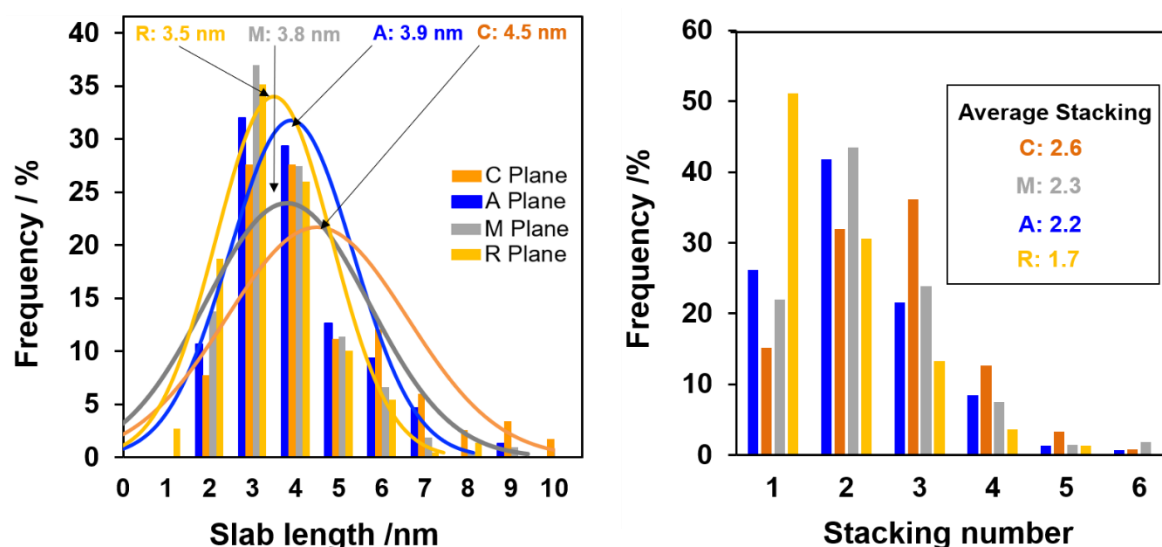 40
35
30
25
20
15
10
5
0
Frequency / %
R: 3.5 nm
M: 3.8 nm
A: 3.9 nm
C: 4.5 nm
C Plane
A Plane
M Plane
R Plane
0 1 2 3 4 5 6 7 8 9 10
Slab length /nm
60
50
40
30
20
10
0
Frequency /%
Average Stacking
C: 2.6
M: 2.3
A: 2.2
R: 1.7
1 2 3 4 5 6
Stacking number